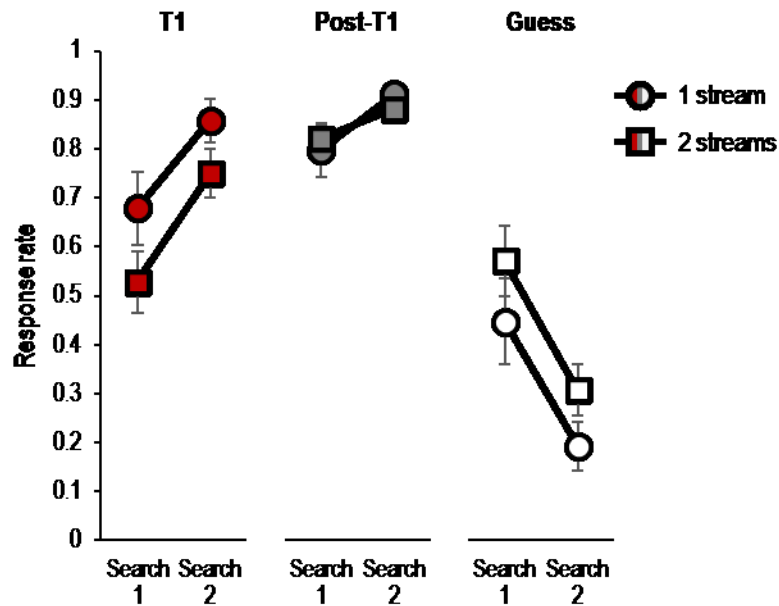 T1 Post-T1 Guess
1
0.9
0.8
0.7
0.6
0.5
0.4
0.3
0.2
0.1
0
Response rate
1 stream
2 streams
Search Search Search Search Search Search
1 2 1 2 1 2